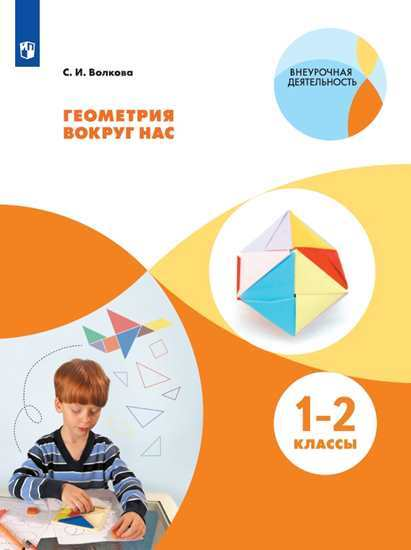 С. И. Волкова
ВНЕУРОЧНАЯ
ДЕЯТЕЛЬНОСТЬ
ГЕОМЕТРИЯ
ВОКРУГ НАС
1–2
КЛАССЫ